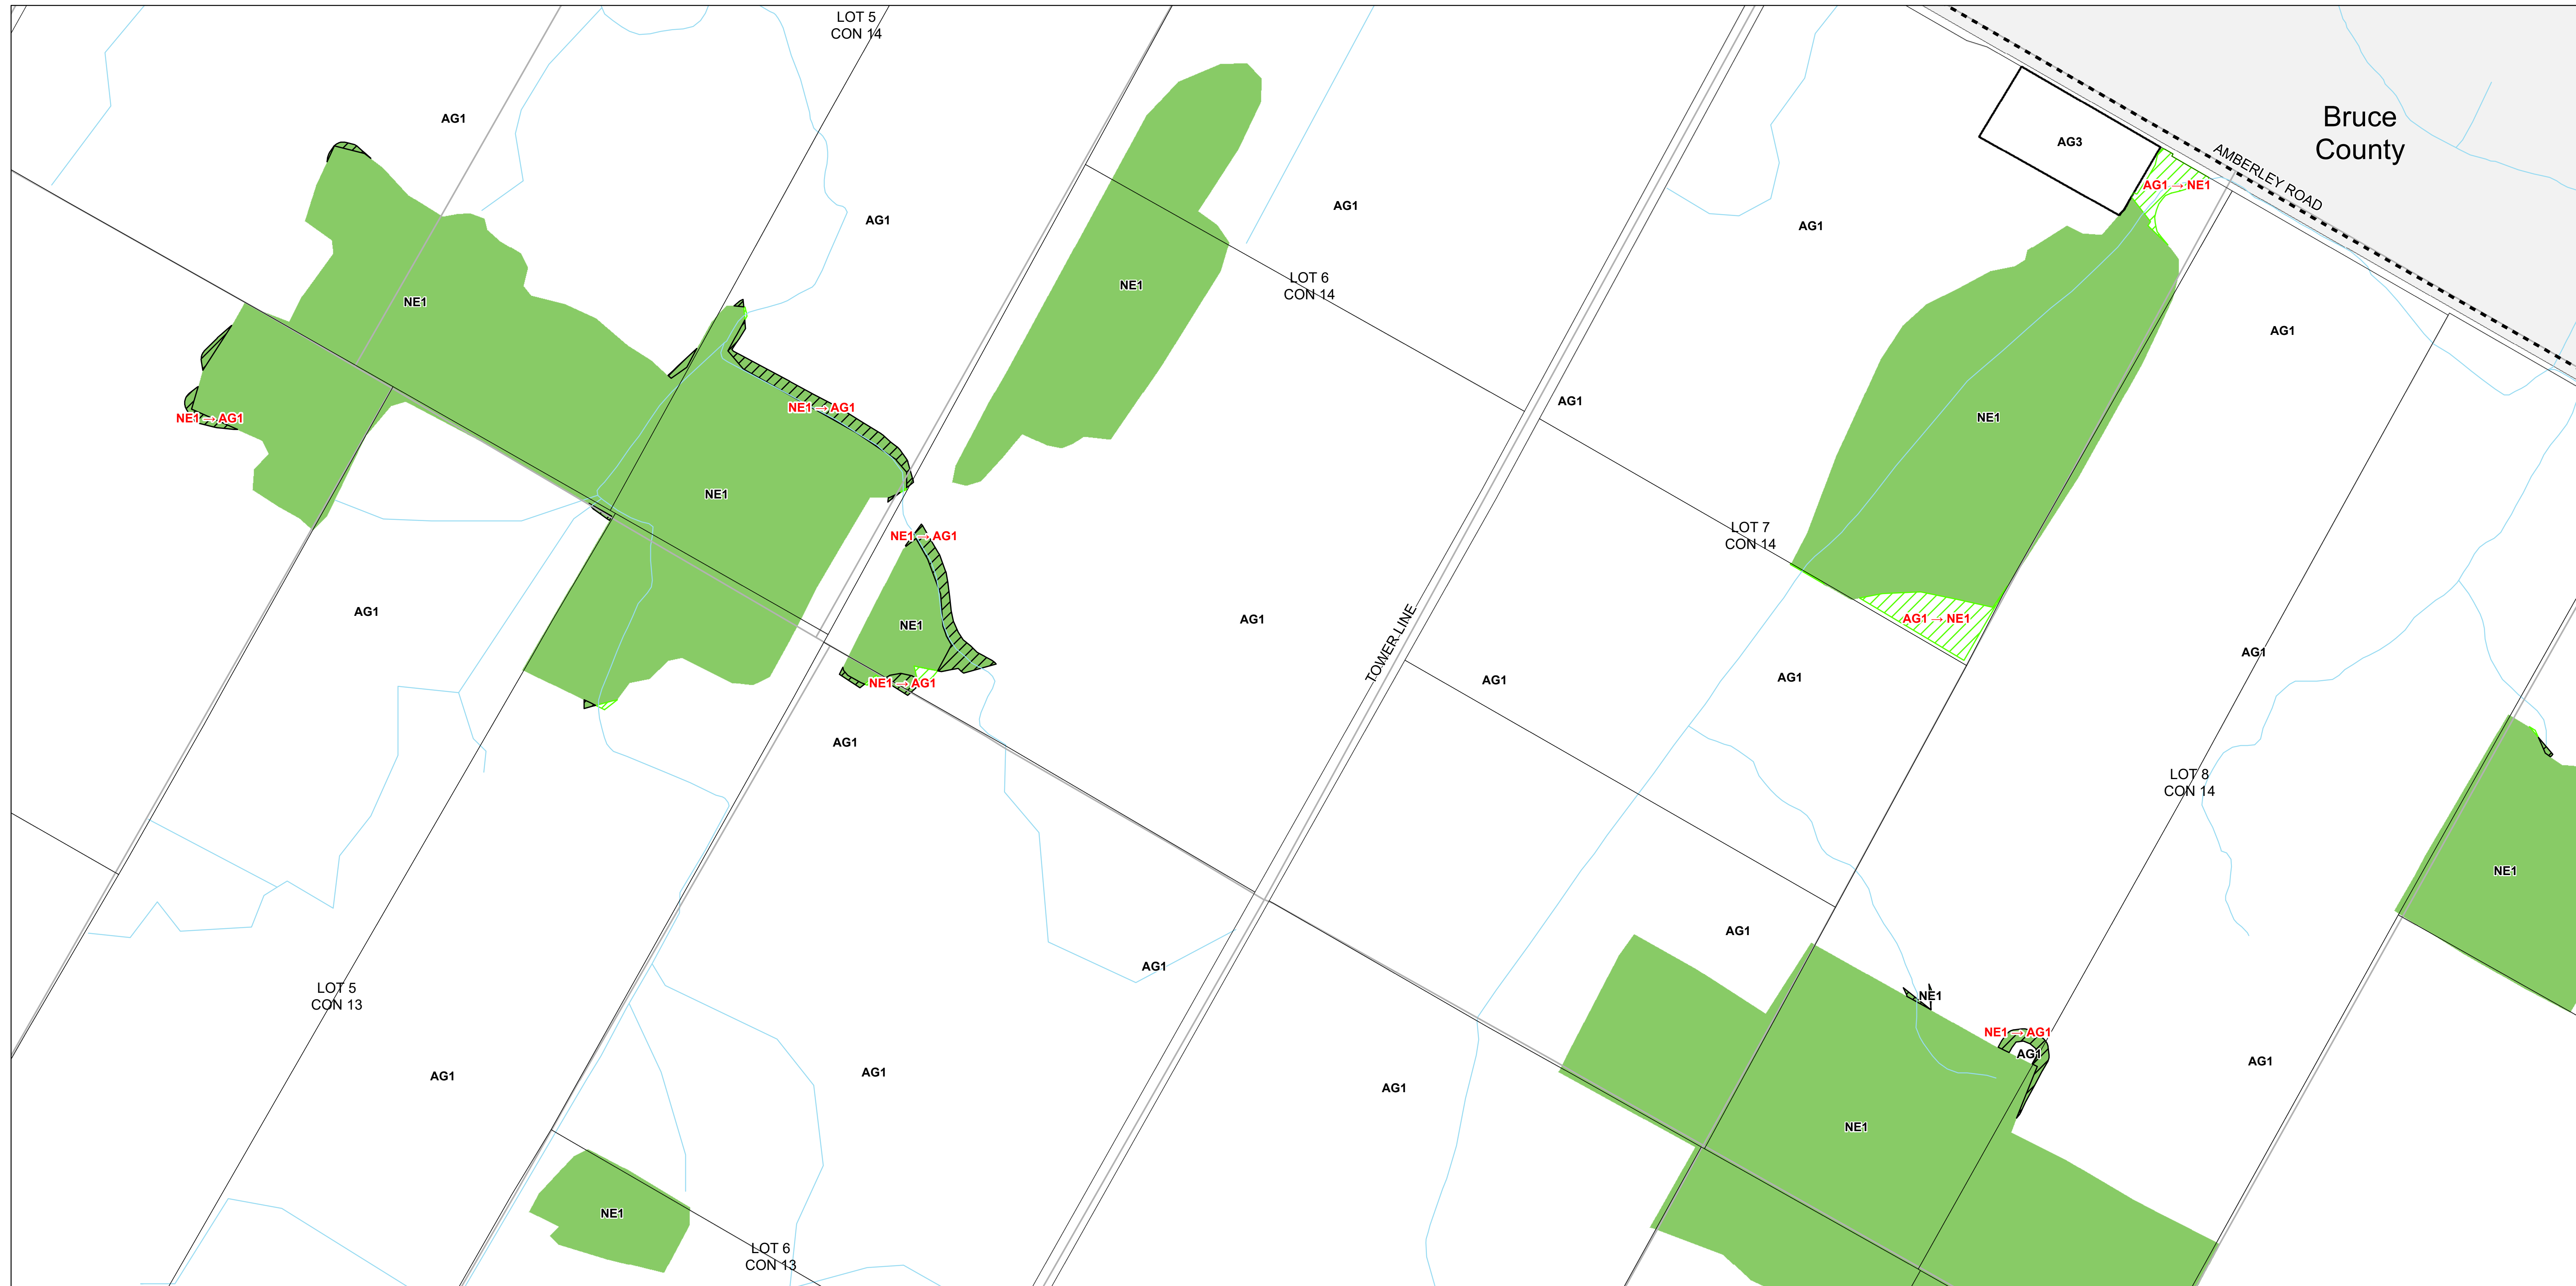 LOT 5
CON 14
AG1
Bruce
County
AG3
AMBERLEY ROAD
AG1 → NE1
AG1
AG1
AG1
LOT 6
CON 14
NE1
NE1
AG1
AG1
NE1 → AG1
NE1 → AG1
NE1
NE1
LOT 7
CON 14
NE1 → AG1
AG1
NE1
AG1
AG1 → NE1
TOWER LINE
AG1
NE1 → AG1
AG1
AG1
AG1
LOT 8
CON 14
NE1
AG1
AG1
LOT 5
CON 13
NE1
NE1 → AG1
AG1
AG1
AG1
AG1
AG1
NE1
NE1
LOT 6
CON 13